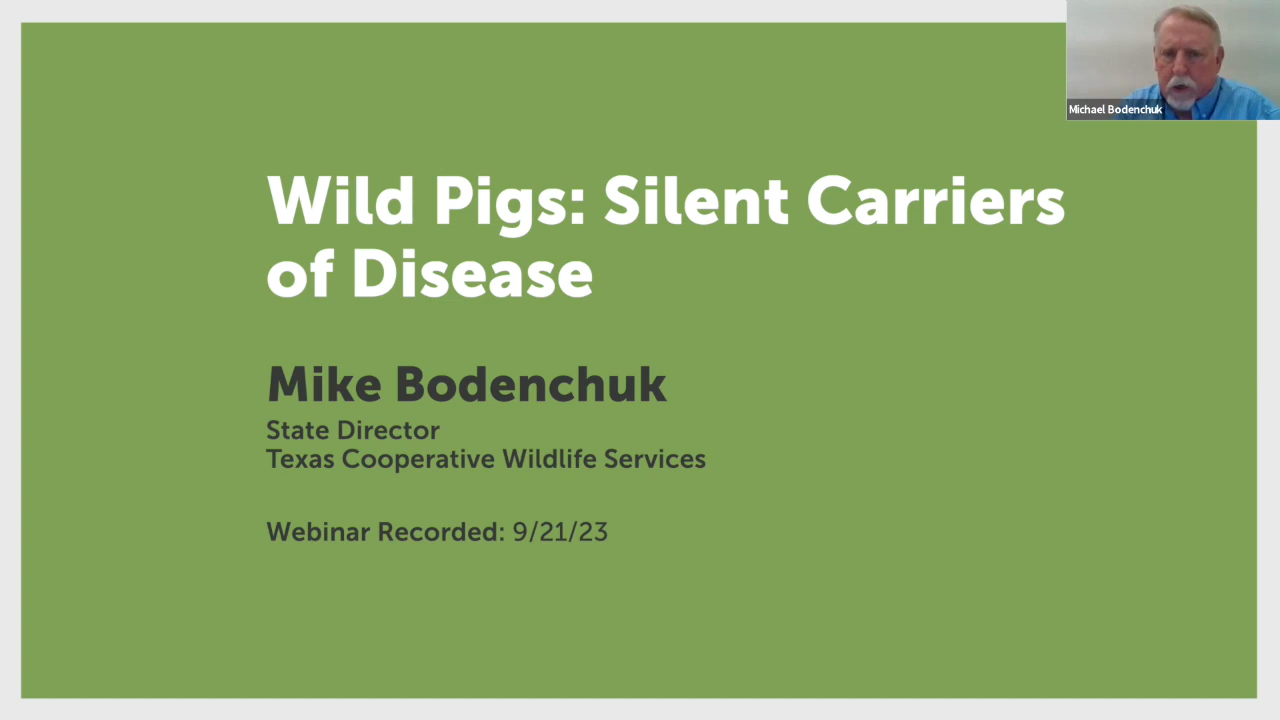 Michael Bodenchuk
Wild Pigs: Silent Carriers
of Disease
Mike Bodenchuk
State Director
Texas Cooperative Wildlife Services
Webinar Recorded: 9/21/23